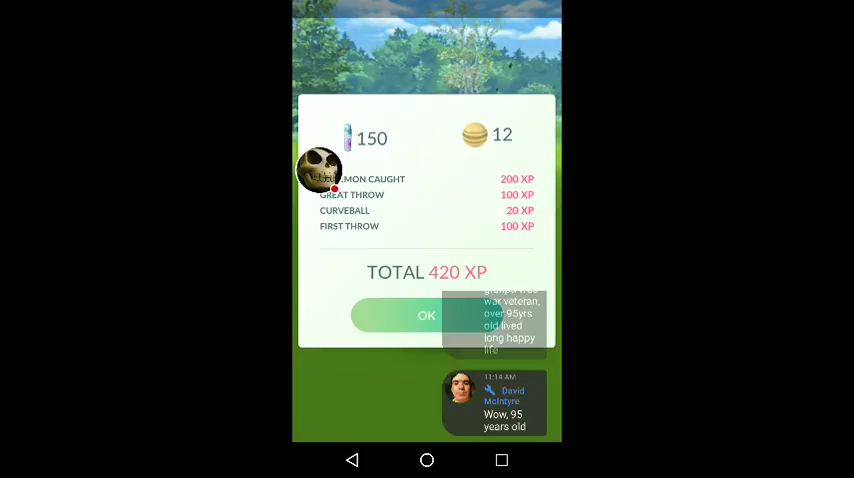 150
12
MON CAUGHT 200 XP
GREAT THROW 100 XP
CURVEBALL 20 XP
FIRST THROW 100 XP
TOTAL 420 XP
OK
war veteran,
over 95yrs
old lived
long happy
life
11:14 AM
David
McIntyre
Wow, 95
years old